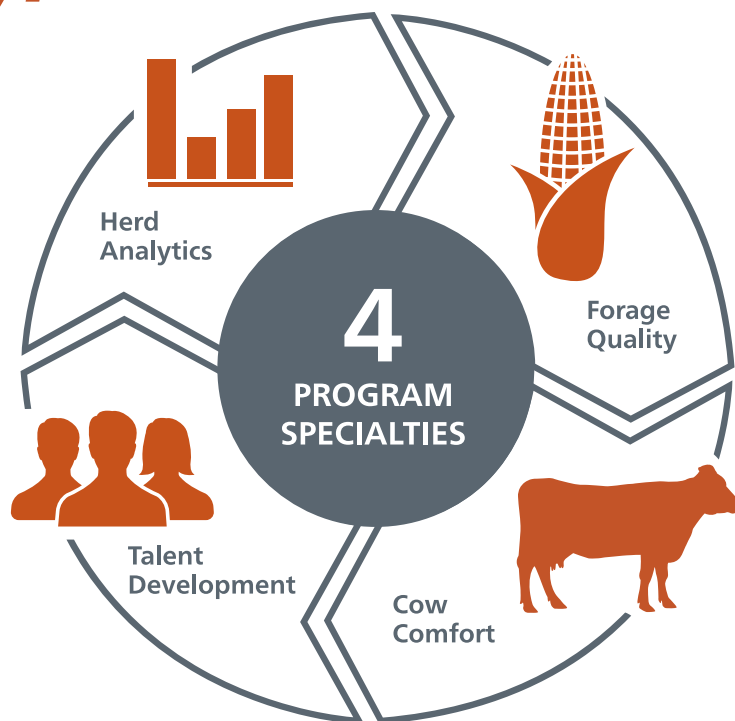 Herd
Analytics
Forage
Quality
4
PROGRAM
SPECIALTIES
Talent
Development
Cow
Comfort